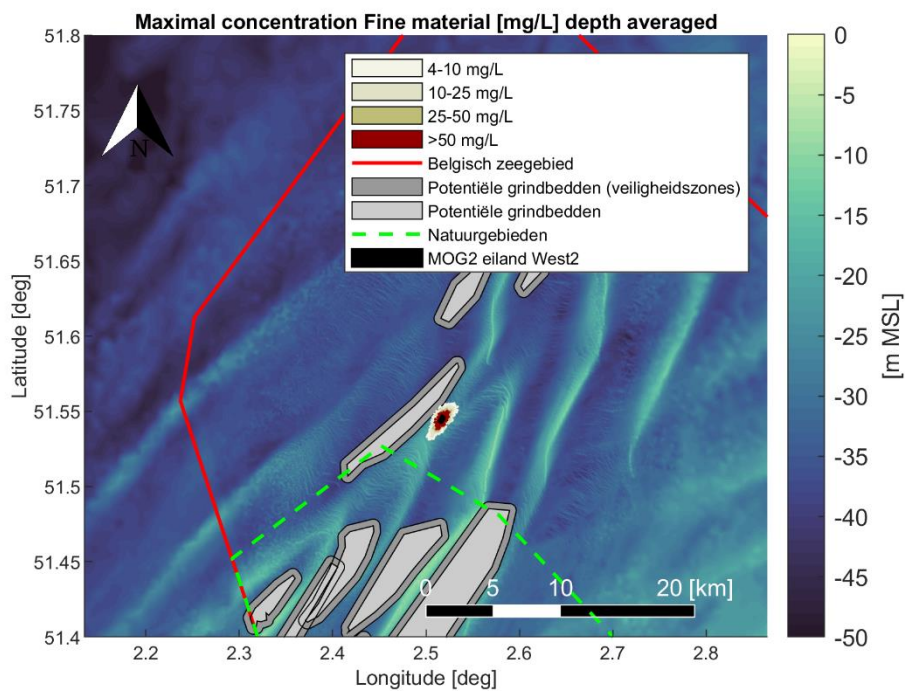 Maximal concentration Fine material [mg/L] depth averaged
51.8
51.75
51.7
51.65
51.6
51.55
51.5
51.45
51.4
Latitude [deg]
N
4-10 mg/L
10-25 mg/L
25-50 mg/L
>50 mg/L
Belgisch zeegebied
Potentiële grindbedden (veiligheidszones)
Potentiële grindbedden
Natuurgebieden
MOG2 eiland West2
0 5 10 20 [km]
2.2 2.3 2.4 2.5 2.6 2.7 2.8
Longitude [deg]
0
-5
-10
-15
-20
-25
-30
-35
-40
-45
-50
[m MSL]